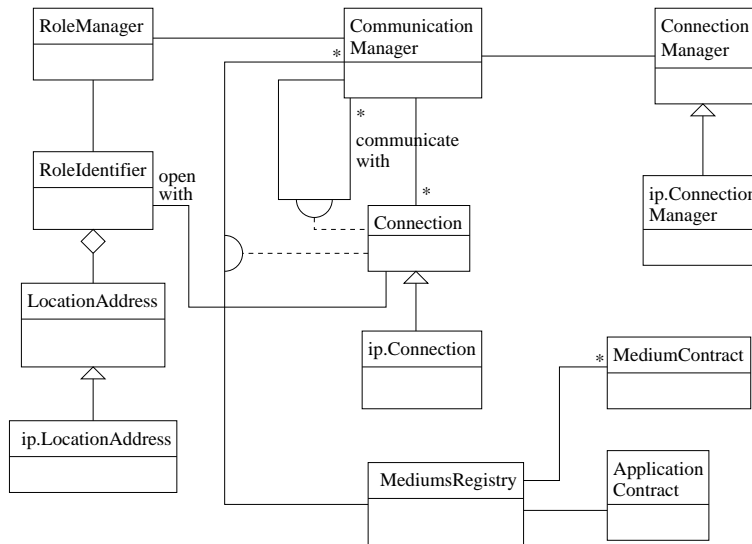 RoleManager
Communication
Manager
Connection
Manager
*
*
communicate
with
RoleIdentifier
open
with
ip.Connection
Manager
*
Connection
LocationAddress
ip.Connection
*
MediumContract
ip.LocationAddress
MediumsRegistry
Application
Contract